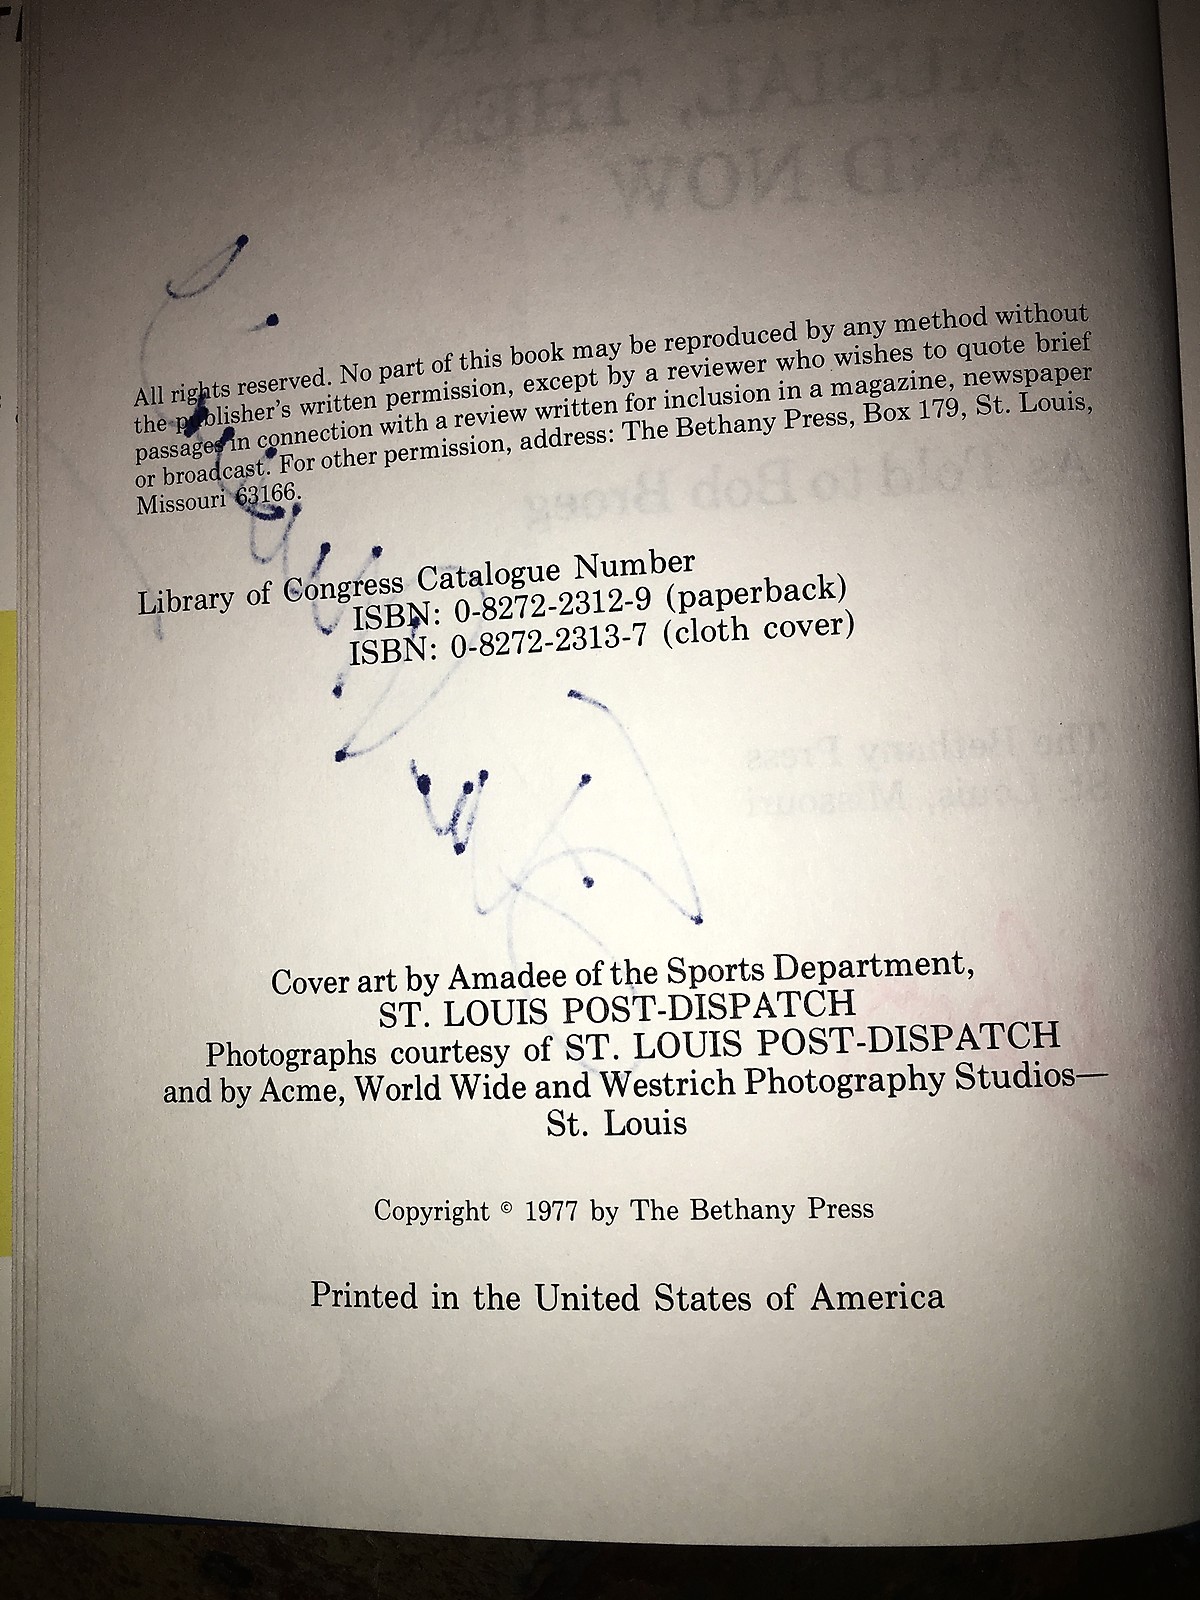 All rights reserved. No part of this book may be reproduced by any method without
the publisher's written permission, except by a reviewer who wishes to quote brief
passages in connection with a review written for inclusion in a magazine, newspaper
or broadcast. For other permission, address: The Bethany Press, Box 179, St. Louis,
Missouri 63166.
Library of Congress Catalogue Number
ISBN: 0-8272-2312-9 (paperback)
ISBN: 0-8272-2313-7 (cloth cover)
Cover art by Amadee of the Sports Department,
ST. LOUIS POST-DISPATCH
Photographs courtesy of ST. LOUIS POST-DISPATCH
and by Acme, World Wide and Westrich Photography Studios—
St. Louis
Copyright © 1977 by The Bethany Press
Printed in the United States of America